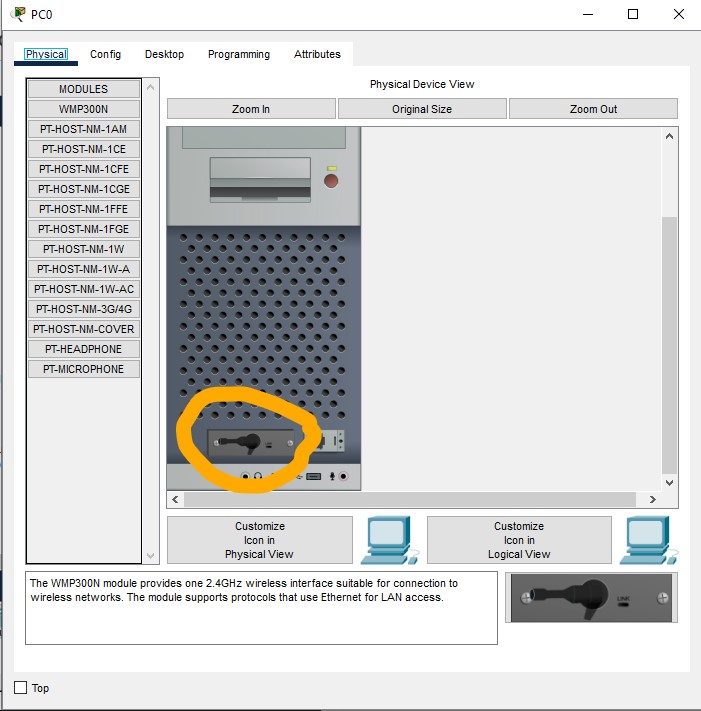 PC0
Physical
Config
Desktop
Programming
Attributes
MODULES
WMP300N
PT-HOST-NM-1AM
PT-HOST-NM-1CE
PT-HOST-NM-1CFE
PT-HOST-NM-1CGE
PT-HOST-NM-1FFE
PT-HOST-NM-1FGE
PT-HOST-NM-1W
PT-HOST-NM-1W-A
PT-HOST-NM-1W-AC
PT-HOST-NM-3G/4G
PT-HOST-NM-COVER
PT-HEADPHONE
PT-MICROPHONE
Physical Device View
Zoom In
Original Size
Zoom Out
Customize
Icon in
Physical View
Customize
Icon in
Logical View
The WMP300N module provides one 2.4GHz wireless interface suitable for connection to
wireless networks. The module supports protocols that use Ethernet for LAN access.
LINK
Top